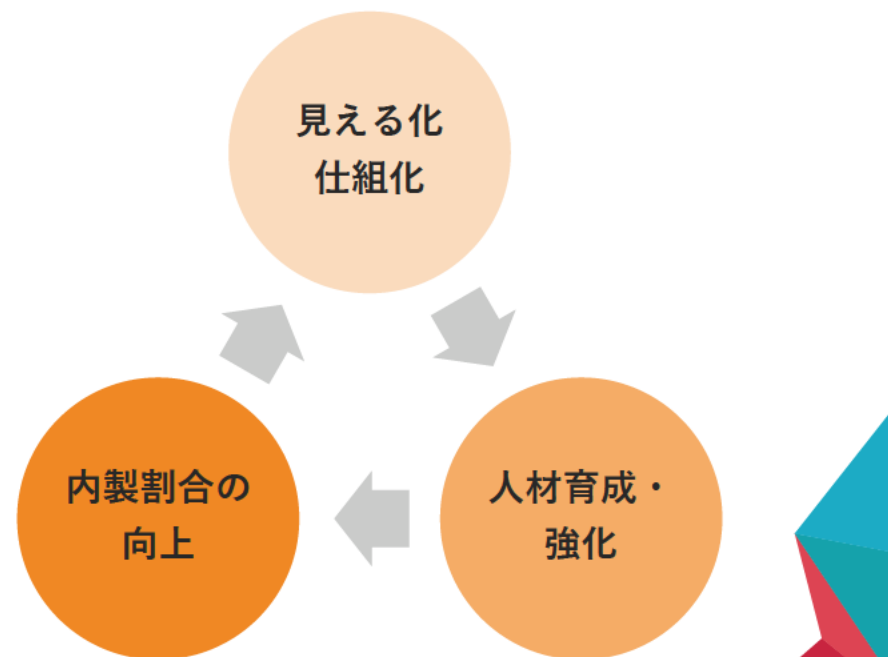 見える化
仕組化
人材育成・
強化
内製割合の
向上